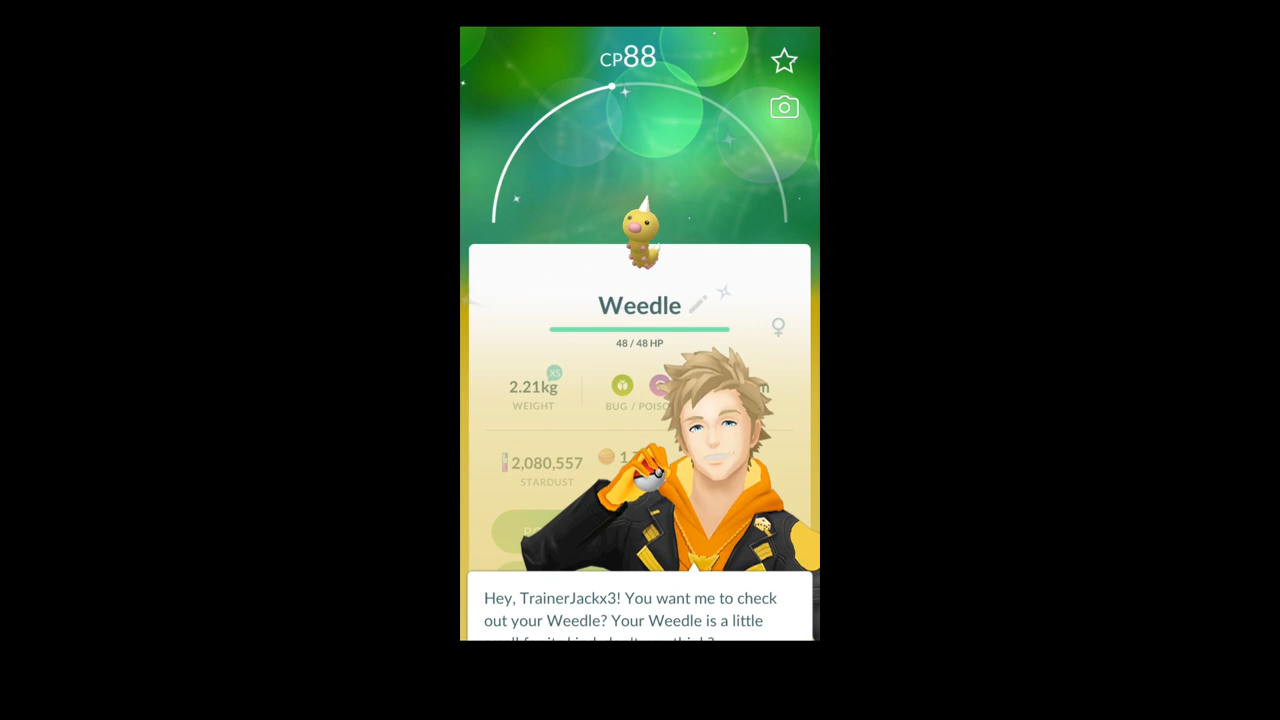 CP88
Weedle
48 / 48 HP
XS
2.21kg
WEIGHT
BUG /
m
2,080,557
STARDUST
Hey, TrainerJackx3! You want me to check
out your Weedle? Your Weedle is a little